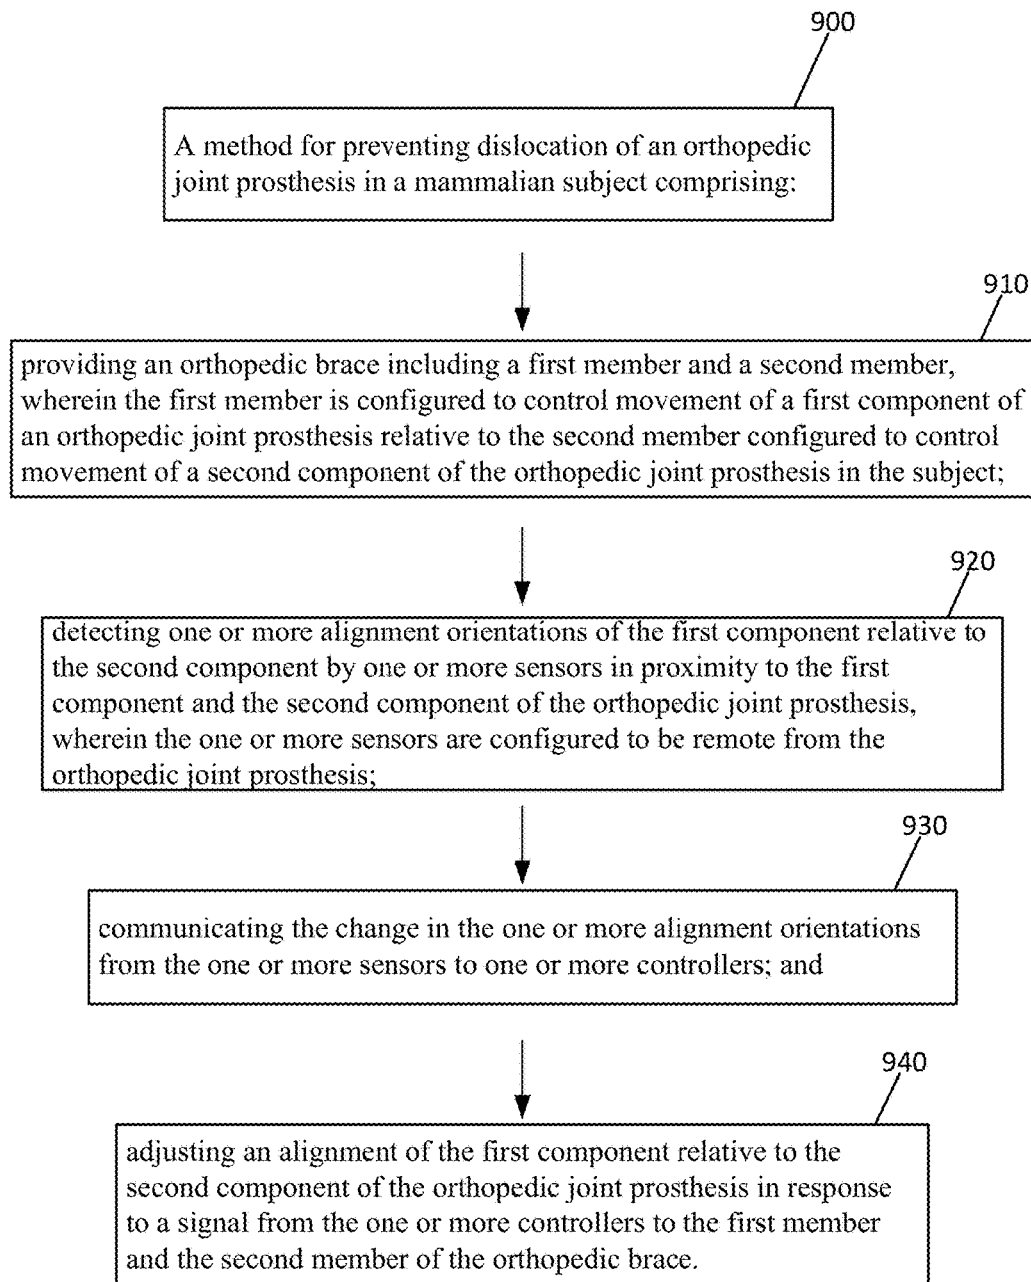 900
A method for preventing dislocation of an orthopedic
joint prosthesis in a mammalian subject comprising:
910
providing an orthopedic brace including a first member and a second member,
wherein the first member is configured to control movement of a first component of
an orthopedic joint prosthesis relative to the second member configured to control
movement of a second component of the orthopedic joint prosthesis in the subject;
920
detecting one or more alignment orientations of the first component relative to
the second component by one or more sensors in proximity to the first
component and the second component of the orthopedic joint prosthesis,
wherein the one or more sensors are configured to be remote from the
orthopedic joint prosthesis;
930
communicating the change in the one or more alignment orientations
from the one or more sensors to one or more controllers; and
940
adjusting an alignment of the first component relative to the
second component of the orthopedic joint prosthesis in response
to a signal from the one or more controllers to the first member
and the second member of the orthopedic brace.